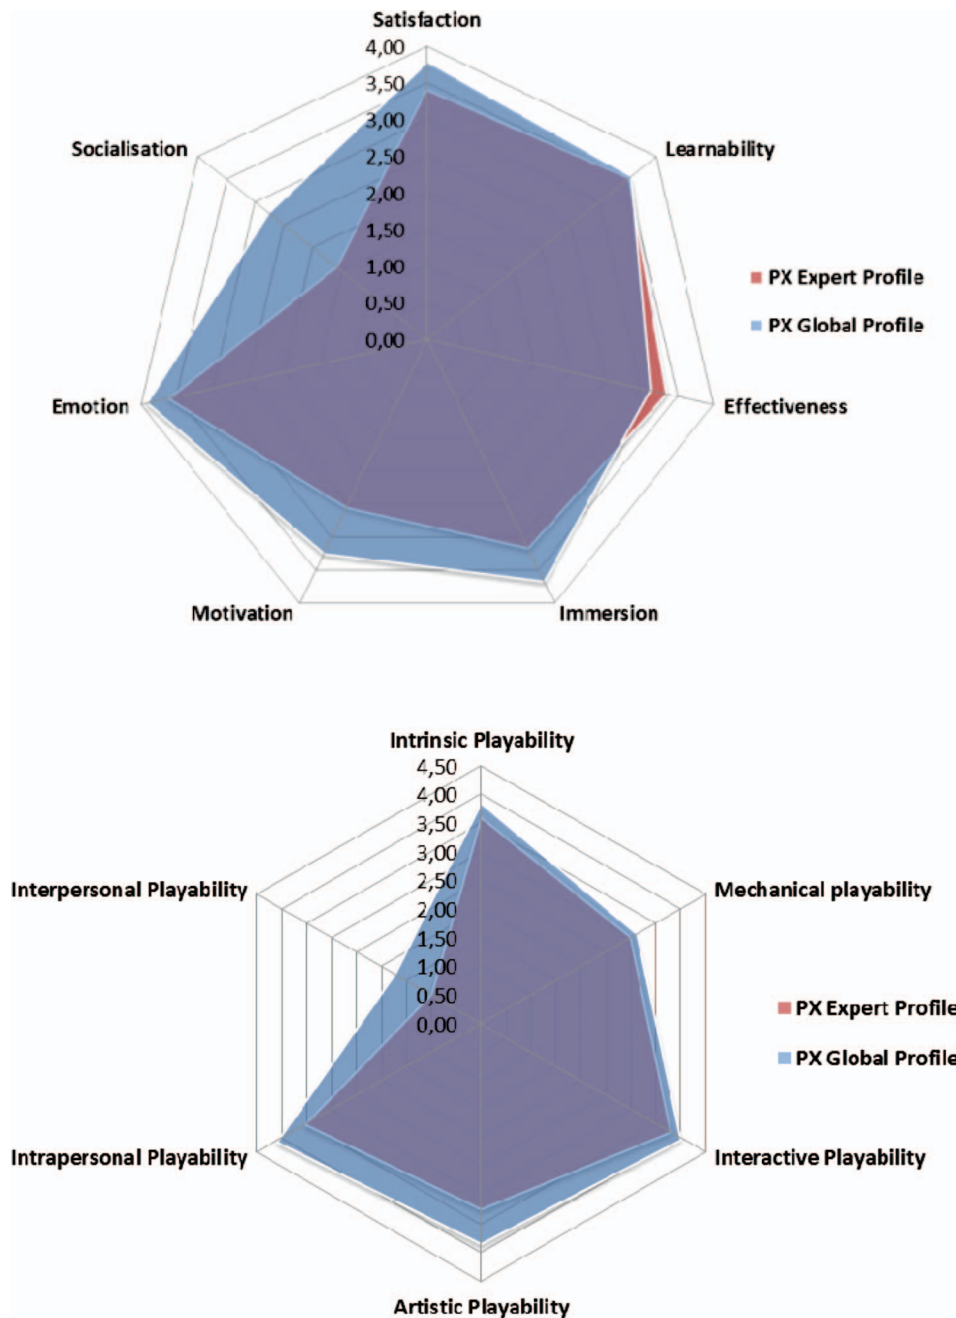 Satisfaction
4,00
3,50
3,00
2,50
2,00
1,50
1,00
0,50
0,00
Socialisation
Learnability
PX Expert Profile
PX Global Profile
Emotion
Effectiveness
Motivation
Immersion
Intrinsic Playability
4,50
4,00
3,50
3,00
2,50
2,00
1,50
1,00
0,50
0,00
Interpersonal Playability
Mechanical playability
PX Expert Profile
PX Global Profile
Intrapersonal Playability
Interactive Playability
Artistic Playability